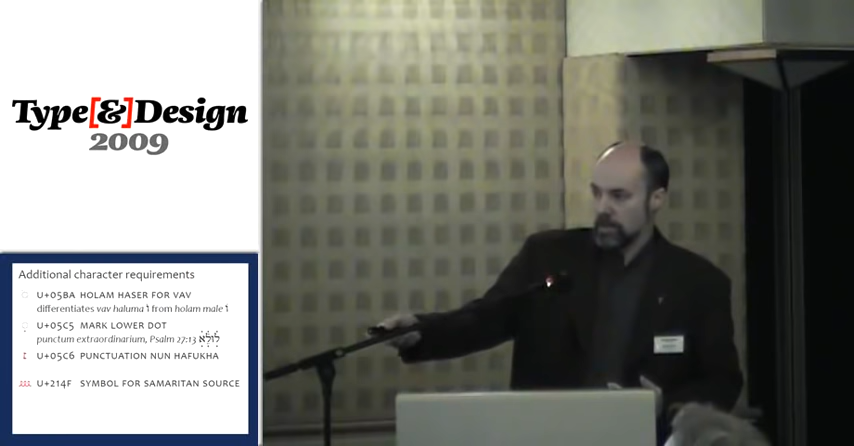 Type[&]Design
2009
Additional character requirements
U+05BA HOLAM HASER FOR VAV
differentiates vav haluma וֺ from holam male וֹ
U+05C5 MARK LOWER DOT
punctum extraordinarium, Psalm 27:13 לׅׄוּׅׄלֵׅׄאׅׄ
׆ U+05C6 PUNCTUATION NUN HAFUKHA
⅏ U+214F SYMBOL FOR SAMARITAN SOURCE